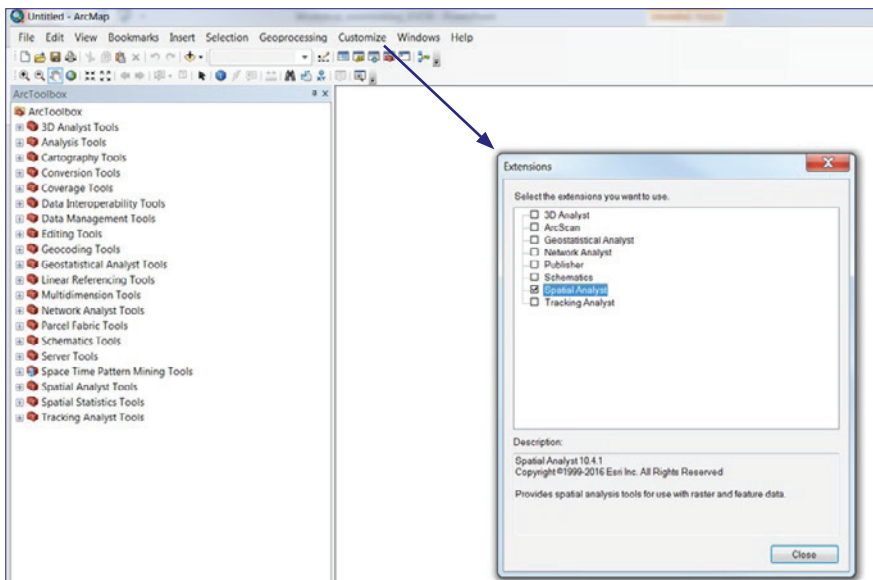 Untitled - ArcMap
File Edit View Bookmarks Insert Selection Geoprocessing Customize Windows Help
ArcToolbox
ArcToolbox
3D Analyst Tools
Analysis Tools
Cartography Tools
Conversion Tools
Coverage Tools
Data Interoperability Tools
Data Management Tools
Editing Tools
Geocoding Tools
Geostatistical Analyst Tools
Linear Referencing Tools
Multidimension Tools
Network Analyst Tools
Parcel Fabric Tools
Schematics Tools
Server Tools
Space Time Pattern Mining Tools
Spatial Analyst Tools
Spatial Statistics Tools
Tracking Analyst Tools
Extensions
Select the extensions you want to use.
3D Analyst
ArcScan
Geostatistical Analyst
Network Analyst
Publisher
Schematics
Spatial Analyst
Tracking Analyst
Description:
Spatial Analyst 10.4.1
Copyright ©1999-2016 Esri Inc. All Rights Reserved
Provides spatial analysis tools for use with raster and feature data.
Close